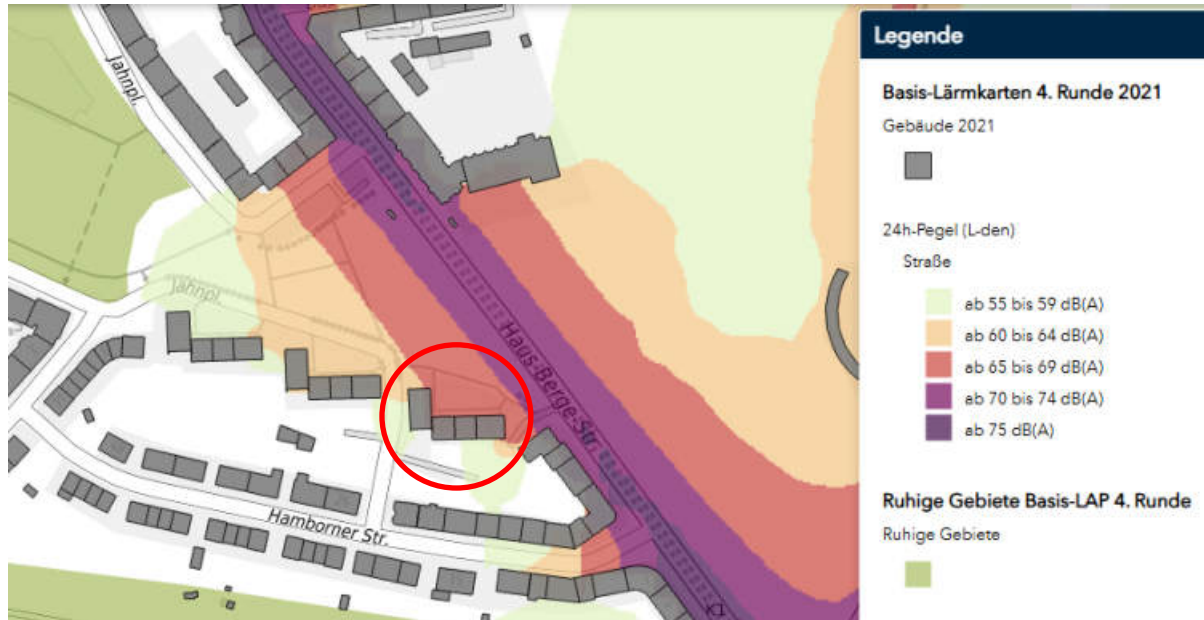 Jahnpl.
Jahnpl.
Haus-Berge-Str.
Hamborner Str.
Legende
Basis-Lärmkarten 4. Runde 2021
Gebäude 2021
24h-Pegel (L-den)
Straße
ab 55 bis 59 dB(A)
ab 60 bis 64 dB(A)
ab 65 bis 69 dB(A)
ab 70 bis 74 dB(A)
ab 75 dB(A)
Ruhige Gebiete Basis-LAP 4. Runde
Ruhige Gebiete